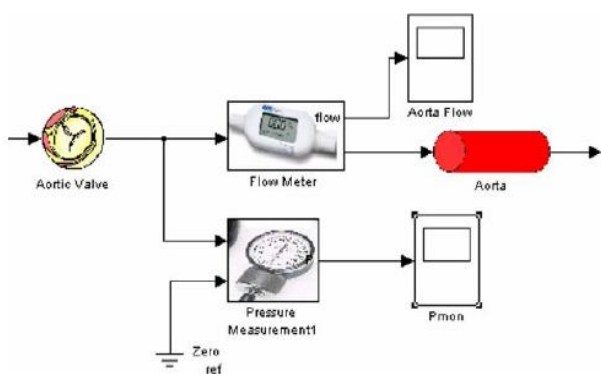 flow
Aorta Flow
Aortic Valve
Flow Meter
Aorta
Pressure
Measurement1
Pmon
Zero
ref